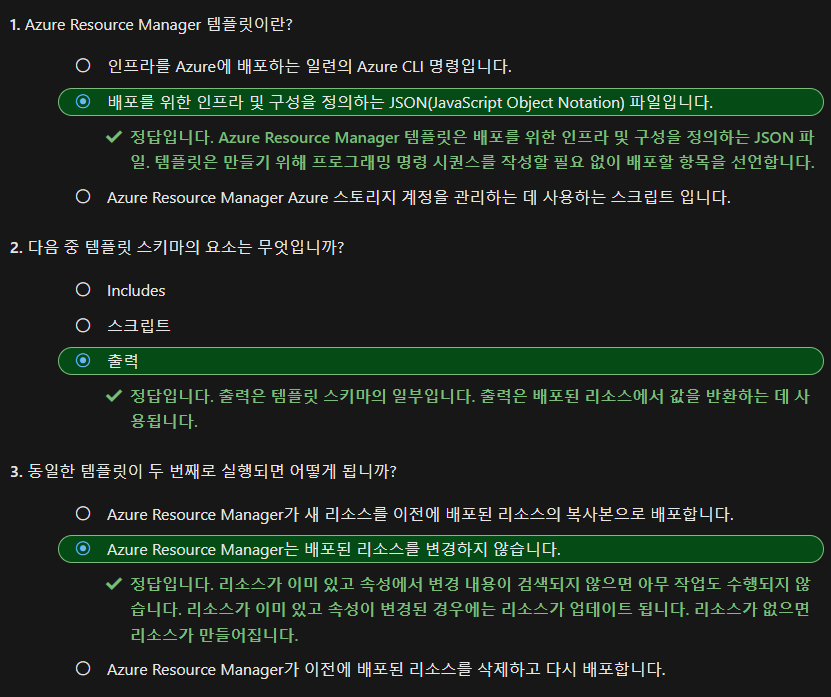 1. Azure Resource Manager 템플릿이란?
인프라를 Azure에 배포하는 일련의 Azure CLI 명령입니다.
배포를 위한 인프라 및 구성을 정의하는 JSON(JavaScript Object Notation) 파일입니다.
정답입니다. Azure Resource Manager 템플릿은 배포를 위한 인프라 및 구성을 정의하는 JSON 파
일. 템플릿은 만들기 위해 프로그래밍 명령 시퀀스를 작성할 필요 없이 배포할 항목을 선언합니다.
Azure Resource Manager Azure 스토리지 계정을 관리하는 데 사용하는 스크립트 입니다.
2. 다음 중 템플릿 스키마의 요소는 무엇입니까?
Includes
스크립트
출력
정답입니다. 출력은 템플릿 스키마의 일부입니다. 출력은 배포된 리소스에서 값을 반환하는 데 사
용됩니다.
3. 동일한 템플릿이 두 번째로 실행되면 어떻게 됩니까?
Azure Resource Manager가 새 리소스를 이전에 배포된 리소스의 복사본으로 배포합니다.
Azure Resource Manager는 배포된 리소스를 변경하지 않습니다.
정답입니다. 리소스가 이미 있고 속성에서 변경 내용이 검색되지 않으면 아무 작업도 수행되지 않
습니다. 리소스가 이미 있고 속성이 변경된 경우에는 리소스가 업데이트 됩니다. 리소스가 없으면
리소스가 만들어집니다.
Azure Resource Manager가 이전에 배포된 리소스를 삭제하고 다시 배포합니다.